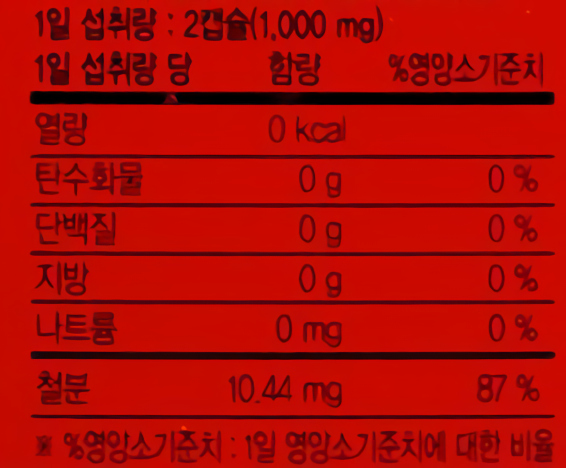 1일 섭취량 : 2캡슐(1,000 mg)
1일 섭취량 당 함량 %영양소기준치
열량 0 kcal
탄수화물 0 g 0 %
단백질 0 g 0 %
지방 0 g 0 %
나트륨 0 mg 0 %
철분 10.44 mg 87 %
※ %영양소기준치 : 1일 영양소기준치에 대한 비율